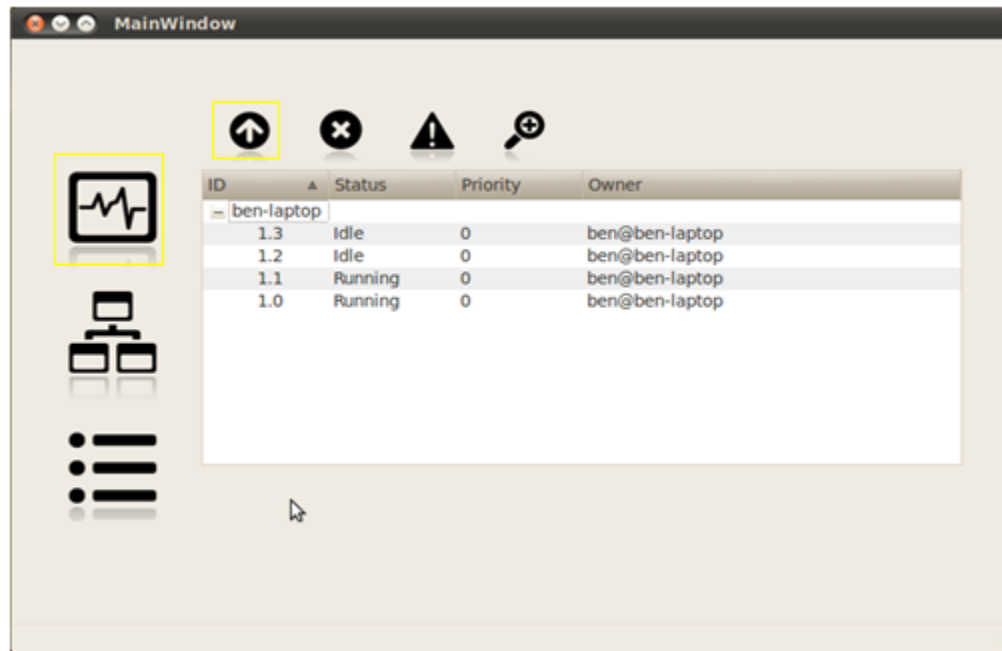 MainWindow
ID Status Priority Owner
ben-laptop
1.3 Idle 0 ben@ben-laptop
1.2 Idle 0 ben@ben-laptop
1.1 Running 0 ben@ben-laptop
1.0 Running 0 ben@ben-laptop